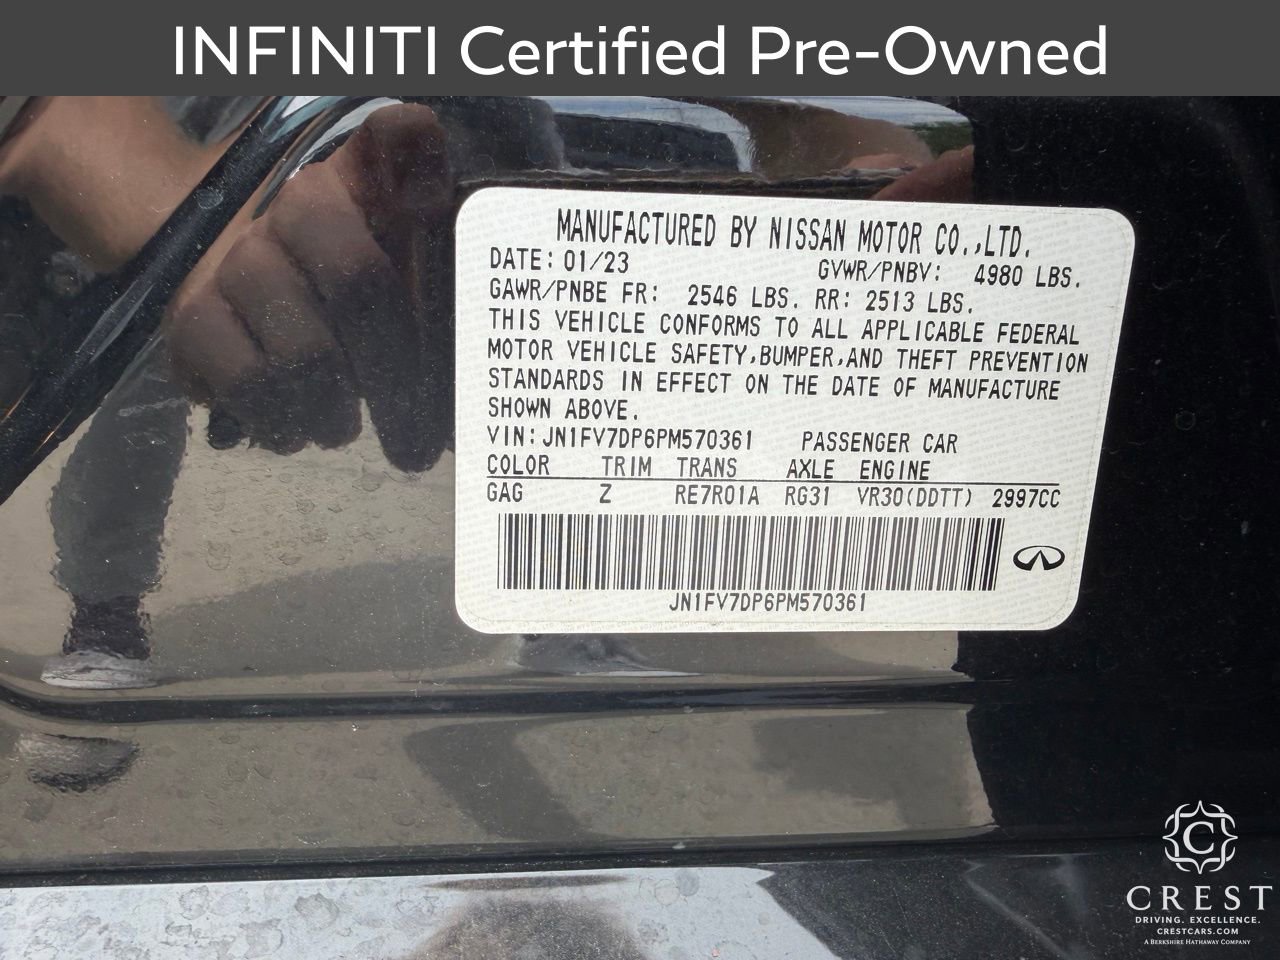 INFINITI Certified Pre-Owned
MANUFACTURED BY NISSAN MOTOR CO.,LTD.
DATE: 01/23 GVWR/PNBV: 4980 LBS.
GAWR/PNBE FR: 2546 LBS. RR: 2513 LBS.
THIS VEHICLE CONFORMS TO ALL APPLICABLE FEDERAL
MOTOR VEHICLE SAFETY,BUMPER,AND THEFT PREVENTION
STANDARDS IN EFFECT ON THE DATE OF MANUFACTURE
SHOWN ABOVE.
VIN: JN1FV7DP6PM570361 PASSENGER CAR
COLOR TRIM TRANS AXLE ENGINE
GAG Z RE7R01A RG31 VR30(DDTT) 2997CC
JN1FV7DP6PM570361
C
CREST
DRIVING. EXCELLENCE.
CRESTCARS.COM
A BERKSHIRE HATHAWAY COMPANY